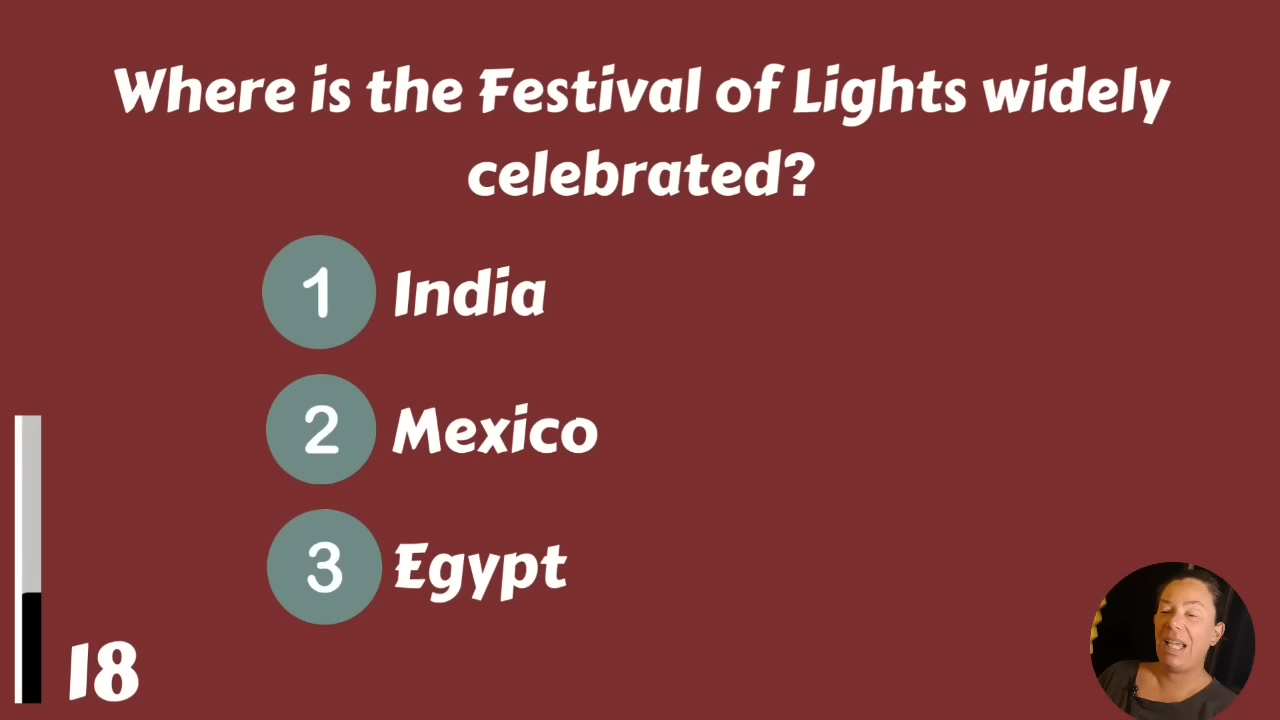 Where is the Festival of Lights widely
celebrated?
1 India
2 Mexico
3 Egypt
18